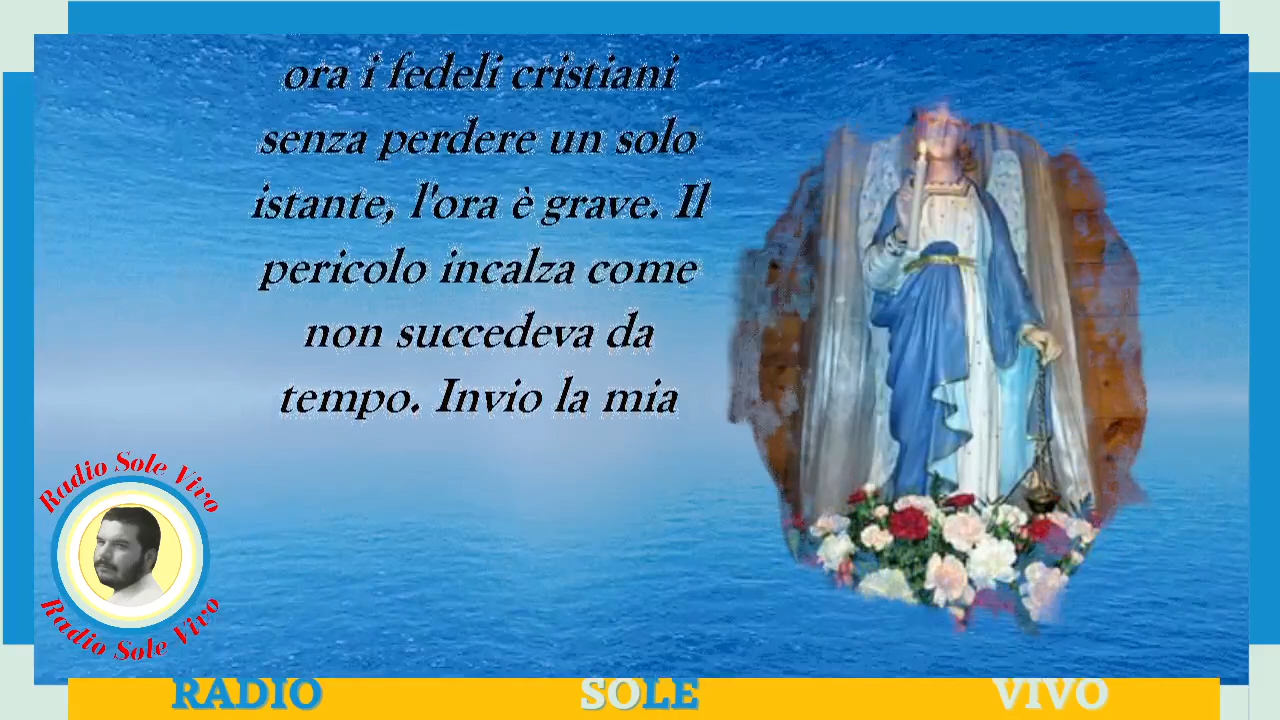 ora i fedeli cristiani
senza perdere un solo
istante, l'ora è grave. Il
pericolo incalza come
non succedeva da
tempo. Invio la mia
Radio Sole Vivo
Radio Sole Vivo
RADIO SOLE VIVO